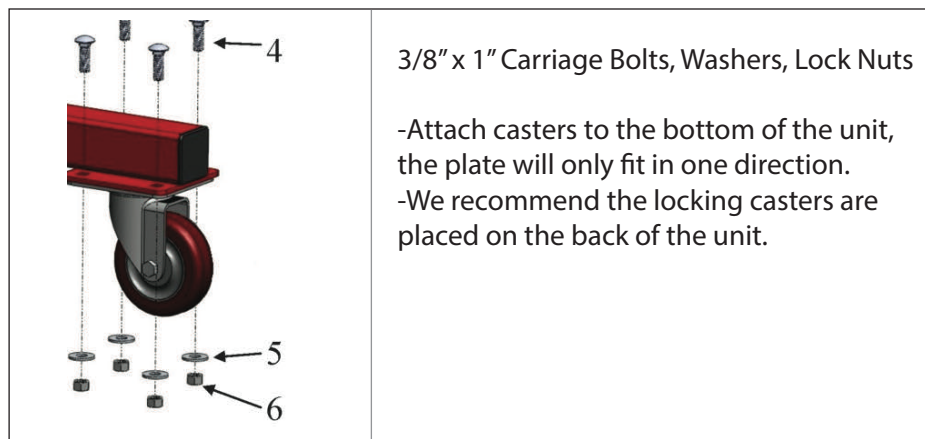 4
5
6
3/8” x 1” Carriage Bolts, Washers, Lock Nuts
-Attach casters to the bottom of the unit,
the plate will only fit in one direction.
-We recommend the locking casters are
placed on the back of the unit.